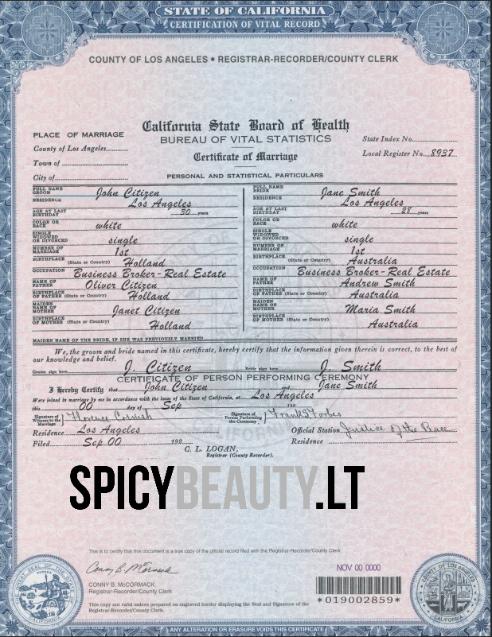 STATE OF CALIFORNIA
CERTIFICATION OF VITAL RECORD
COUNTY OF LOS ANGELES • REGISTRAR-RECORDER/COUNTY CLERK
California State Board of Health
PLACE OF MARRIAGE
BUREAU OF VITAL STATISTICS
State Index No.
County of Los Angeles
Certificate of Marriage
Local Register No. 8937
Town of
City of
PERSONAL AND STATISTICAL PARTICULARS
FULL NAME GROOM John Citizen FULL NAME BRIDE Jane Smith
RESIDENCE Los Angeles RESIDENCE Los Angeles
AGE AT LAST BIRTHDAY 30 years AGE AT LAST BIRTHDAY 28 years
COLOR OR RACE white COLOR OR RACE white
SINGLE WIDOWED OR DIVORCED single SINGLE WIDOWED OR DIVORCED single
NUMBER OF MARRIAGE 1st NUMBER OF MARRIAGE 1st
BIRTHPLACE (State or Country) Holland BIRTHPLACE (State or Country) Australia
OCCUPATION Business Broker-Real Estate OCCUPATION Business Broker-Real Estate
NAME OF FATHER Oliver Citizen NAME OF FATHER Andrew Smith
BIRTHPLACE OF FATHER (State or Country) Holland BIRTHPLACE OF FATHER (State or Country) Australia
MAIDEN NAME OF MOTHER Janet Citizen MAIDEN NAME OF MOTHER Maria Smith
BIRTHPLACE OF MOTHER (State or Country) Holland BIRTHPLACE OF MOTHER (State or Country) Australia
MAIDEN NAME OF THE BRIDE, IF SHE WAS PREVIOUSLY MARRIED
We, the groom and bride named in this certificate, hereby certify that the information given therein is correct, to the best of
our knowledge and belief.
Groom sign here J. Citizen Bride sign here J. Smith
CERTIFICATE OF PERSON PERFORMING CEREMONY
I Hereby Certify that John Citizen and Jane Smith
Were joined in marriage by me in accordance with the laws of the State of California, at Los Angeles
this 00 day of Sep 190
Signature of Witness to the Marriage Florence Signature of Person Performing the Ceremony Frank Forbes
Residence Los Angeles Official Station Justice of the Peace
Filed Sep 00 190 Residence
C. L. LOGAN,
Registrar (County Recorder).
SPICYBEAUTY.LT
This is to certify that this document is a true copy of the official record filed with the Registrar-Recorder/County Clerk
Conny B. McCormack
NOV 00 0000
CONNY B. McCORMACK
Registrar-Recorder/County Clerk
*019002859*
This copy not valid unless prepared on engraved border displaying the Seal and Signature of the
Registrar-Recorder/County Clerk.
ANY ALTERATION OR ERASURE VOIDS THIS CERTIFICATE